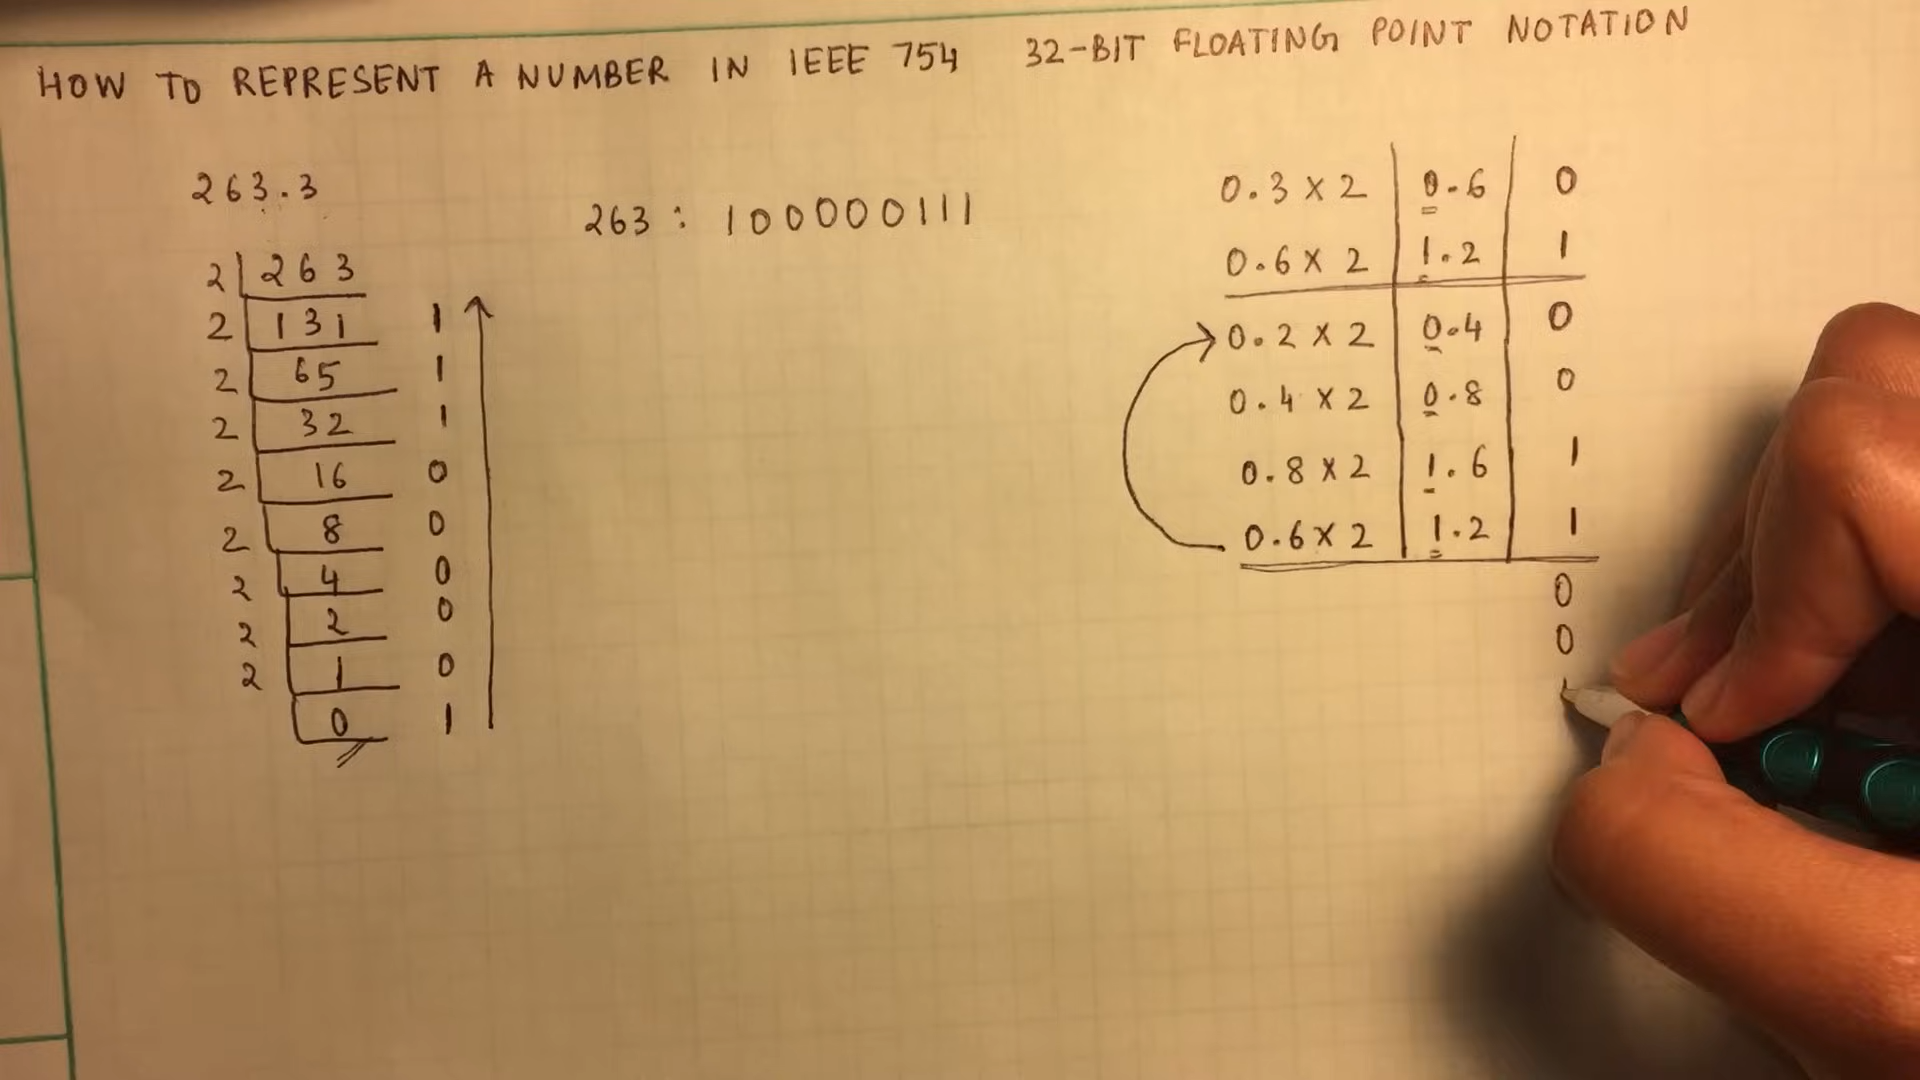 HOW TO REPRESENT A NUMBER IN IEEE 754 32-BIT FLOATING POINT NOTATION
263.3
263 : 100000111
2 263
2 131 1
2 65 1
2 32 1
2 16 0
2 8 0
2 4 0
2 2 0
2 1 0
0 1
0.3 x 2 0.6 0
0.6 x 2 1.2 1
0.2 x 2 0.4 0
0.4 x 2 0.8 0
0.8 x 2 1.6 1
0.6 x 2 1.2 1
0
0